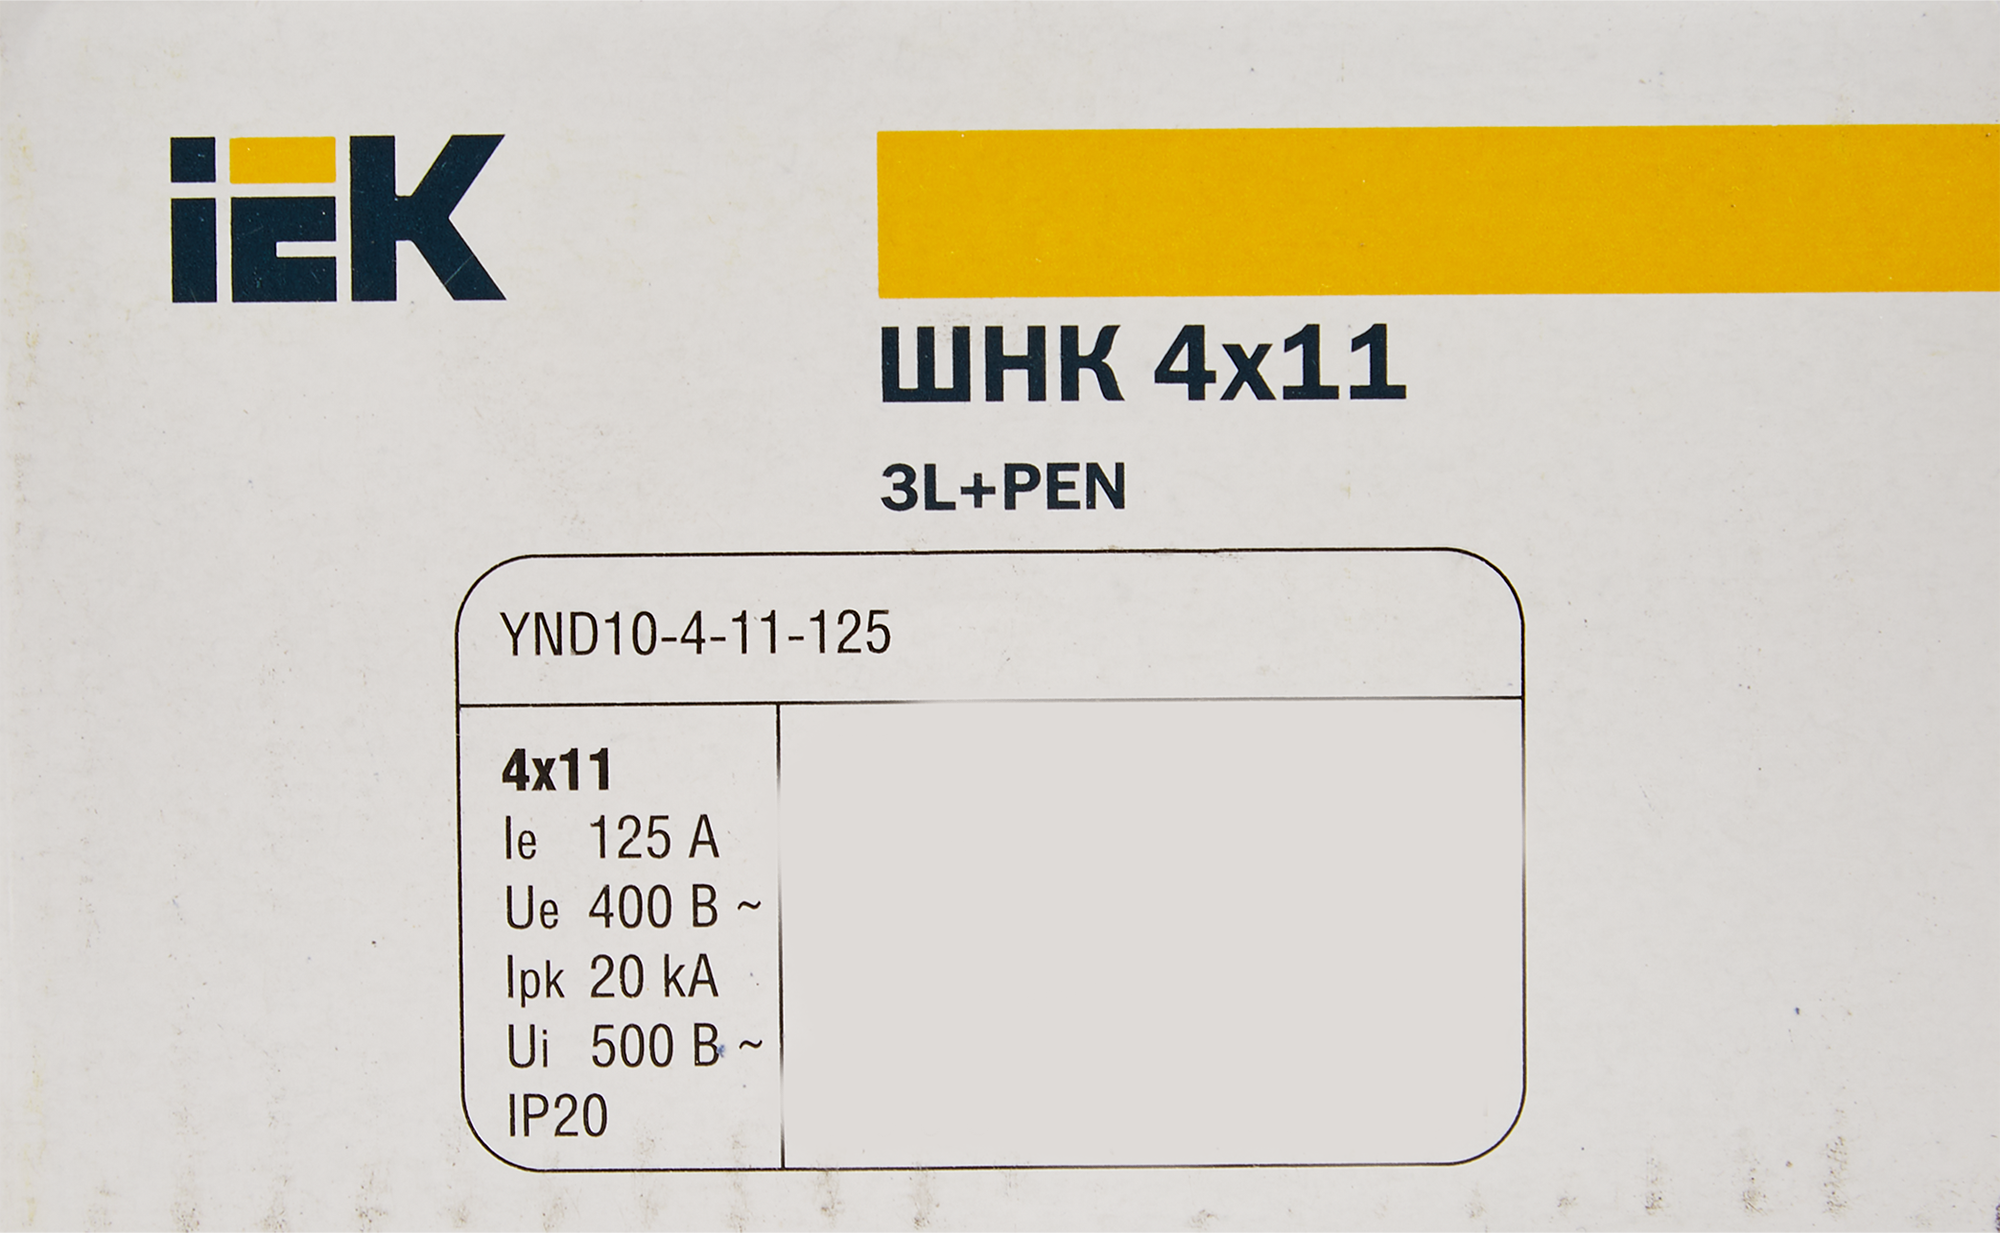 IEK
ШНК 4x11
3L+PEN
YND10-4-11-125
4x11
Ie 125 A
Ue 400 В ~
Ipk 20 kA
Ui 500 В ~
IP20